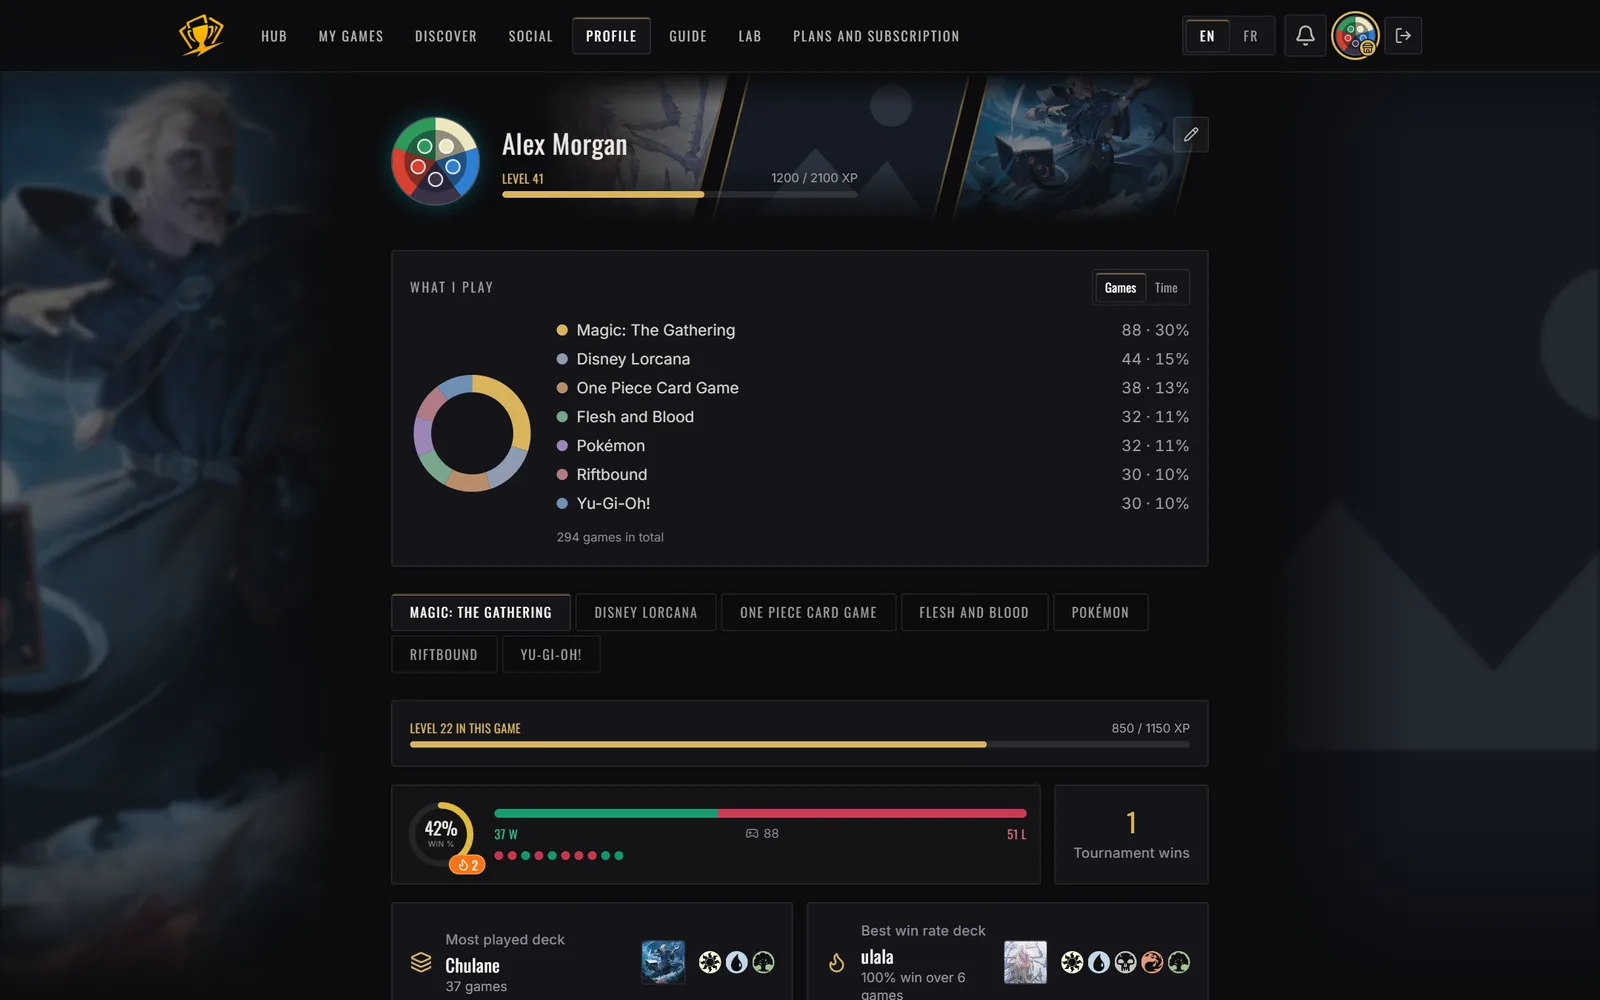 HUB
MY GAMES
DISCOVER
SOCIAL
PROFILE
GUIDE
LAB
PLANS AND SUBSCRIPTION
EN
FR
Alex Morgan
LEVEL 41
1200 / 2100 XP
WHAT I PLAY
Games
Time
Magic: The Gathering
88 · 30%
Disney Lorcana
44 · 15%
One Piece Card Game
38 · 13%
Flesh and Blood
32 · 11%
Pokémon
32 · 11%
Riftbound
30 · 10%
Yu-Gi-Oh!
30 · 10%
294 games in total
MAGIC: THE GATHERING
DISNEY LORCANA
ONE PIECE CARD GAME
FLESH AND BLOOD
POKÉMON
RIFTBOUND
YU-GI-OH!
LEVEL 22 IN THIS GAME
850 / 1150 XP
42%
WIN %
2
37 W
88
51 L
1
Tournament wins
Most played deck
Chulane
37 games
Best win rate deck
ulala
100% win over 6
games